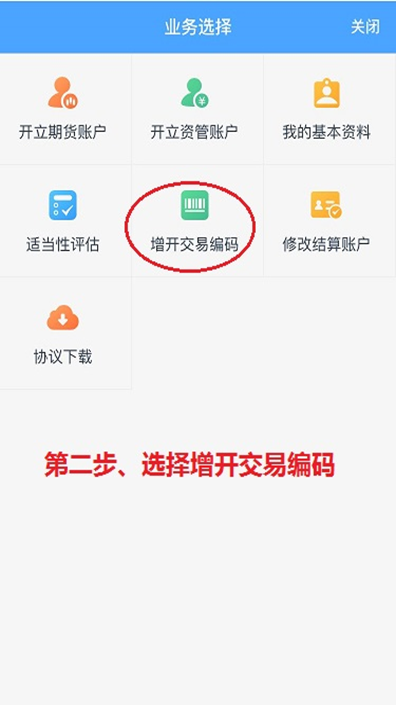 业务选择
关闭
开立期货账户
开立资管账户
我的基本资料
适当性评估
增开交易编码
修改结算账户
协议下载
第二步、选择增开交易编码